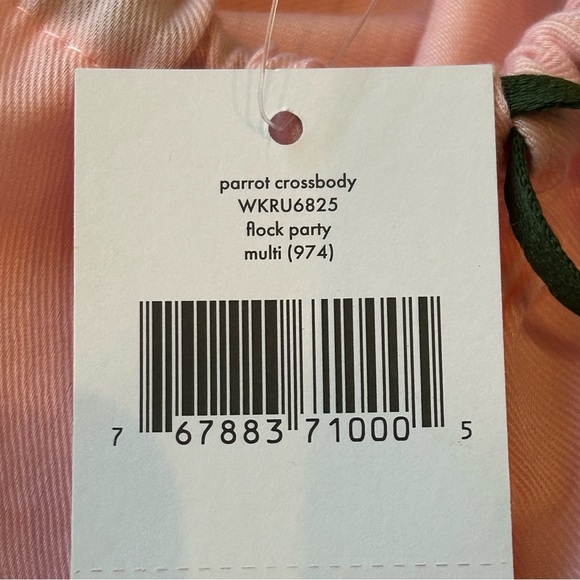 parrot crossbody
WKRU6825
flock party
multi (974)
7 67883 71000 5